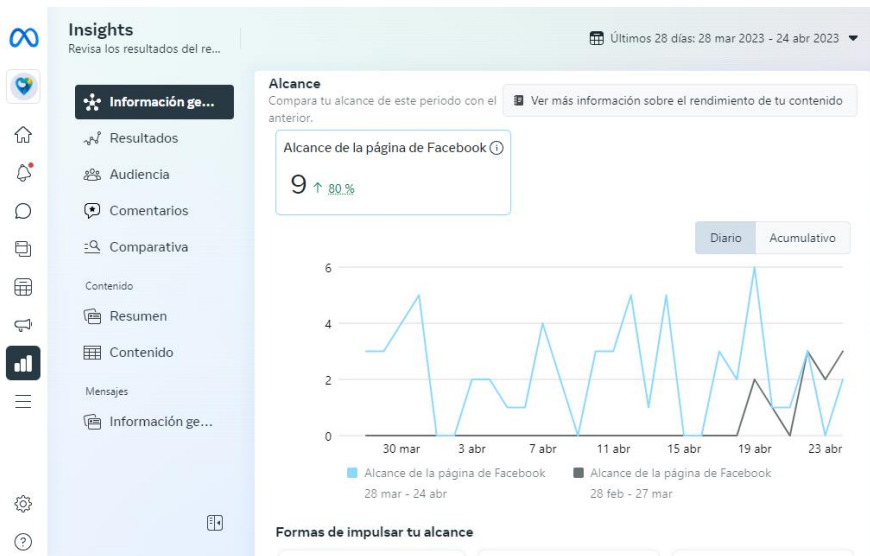 Insights
Revisa los resultados del re...
Últimos 28 días: 28 mar 2023 - 24 abr 2023
Información ge...
Resultados
Audiencia
Comentarios
Comparativa
Contenido
Resumen
Contenido
Mensajes
Información ge...
Alcance
Compara tu alcance de este periodo con el
anterior.
Ver más información sobre el rendimiento de tu contenido
Alcance de la página de Facebook
9 ↑ 80 %
Diario Acumulativo
6
4
2
0
30 mar 3 abr 7 abr 11 abr 15 abr 19 abr 23 abr
Alcance de la página de Facebook
28 mar - 24 abr
Alcance de la página de Facebook
28 feb - 27 mar
Formas de impulsar tu alcance